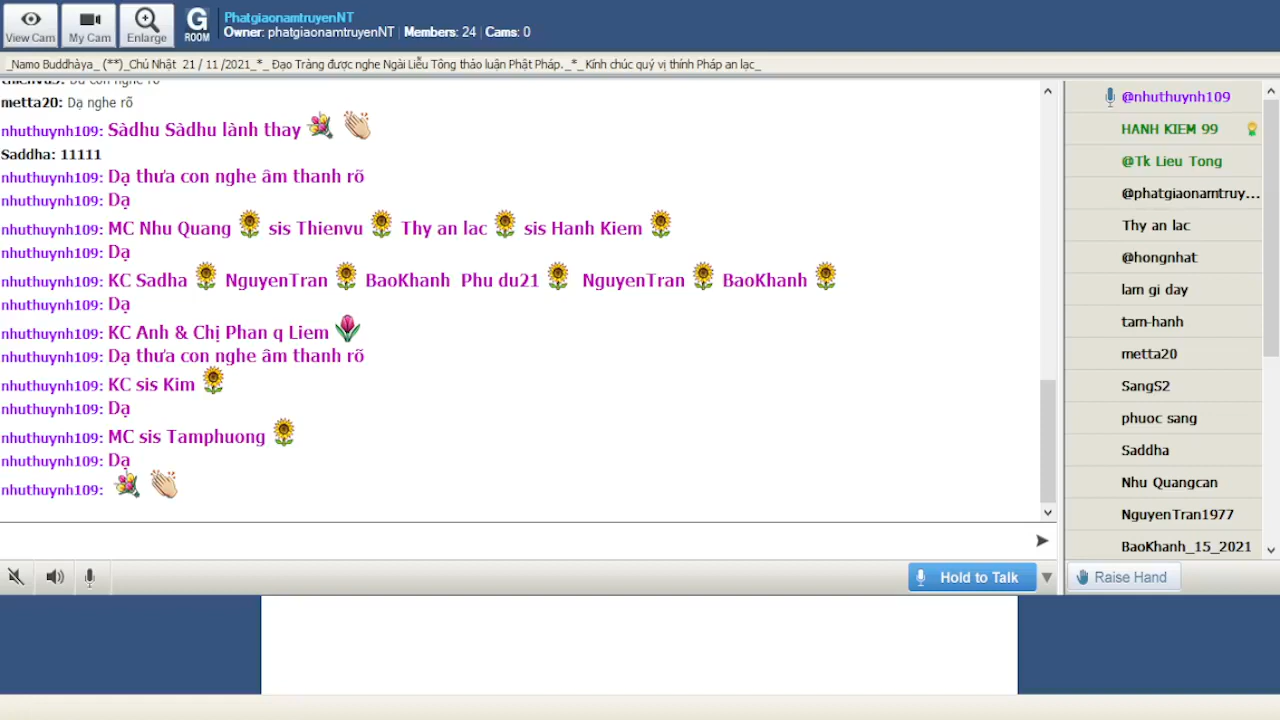 View Cam
My Cam
Enlarge
G
ROOM
PhatgiaonamtruyenNT
Owner: phatgiaonamtruyenNT Members: 24 Cams: 0
_Namo Buddhàya_ (**)_Chú Nhật 21 / 11 /2021_*_ Đạo Tràng được nghe Ngài Liễu Tông thảo luận Phật Pháp._*_Kính chúc quý vị thính Pháp an lạc_
metta20: Dạ nghe rõ
nhuthuynh109: Sàdhu Sàdhu lành thay
Saddha: 11111
nhuthuynh109: Dạ thưa con nghe âm thanh rõ
nhuthuynh109: Dạ
nhuthuynh109: MC Nhu Quang sis Thienvu Thy an lac sis Hanh Kiem
nhuthuynh109: Dạ
nhuthuynh109: KC Sadha NguyenTran BaoKhanh Phu du21 NguyenTran BaoKhanh
nhuthuynh109: Dạ
nhuthuynh109: KC Anh & Chị Phan q Liem
nhuthuynh109: Dạ thưa con nghe âm thanh rõ
nhuthuynh109: KC sis Kim
nhuthuynh109: Dạ
nhuthuynh109: MC sis Tamphuong
nhuthuynh109: Dạ
nhuthuynh109:
Hold to Talk
@nhuthuynh109
HANH KIEM 99
@Tk Lieu Tong
@phatgiaonamtruy...
Thy an lac
@hongnhat
lam gi day
tam-hanh
metta20
SangS2
phuoc sang
Saddha
Nhu Quangcan
NguyenTran1977
BaoKhanh_15_2021
Raise Hand